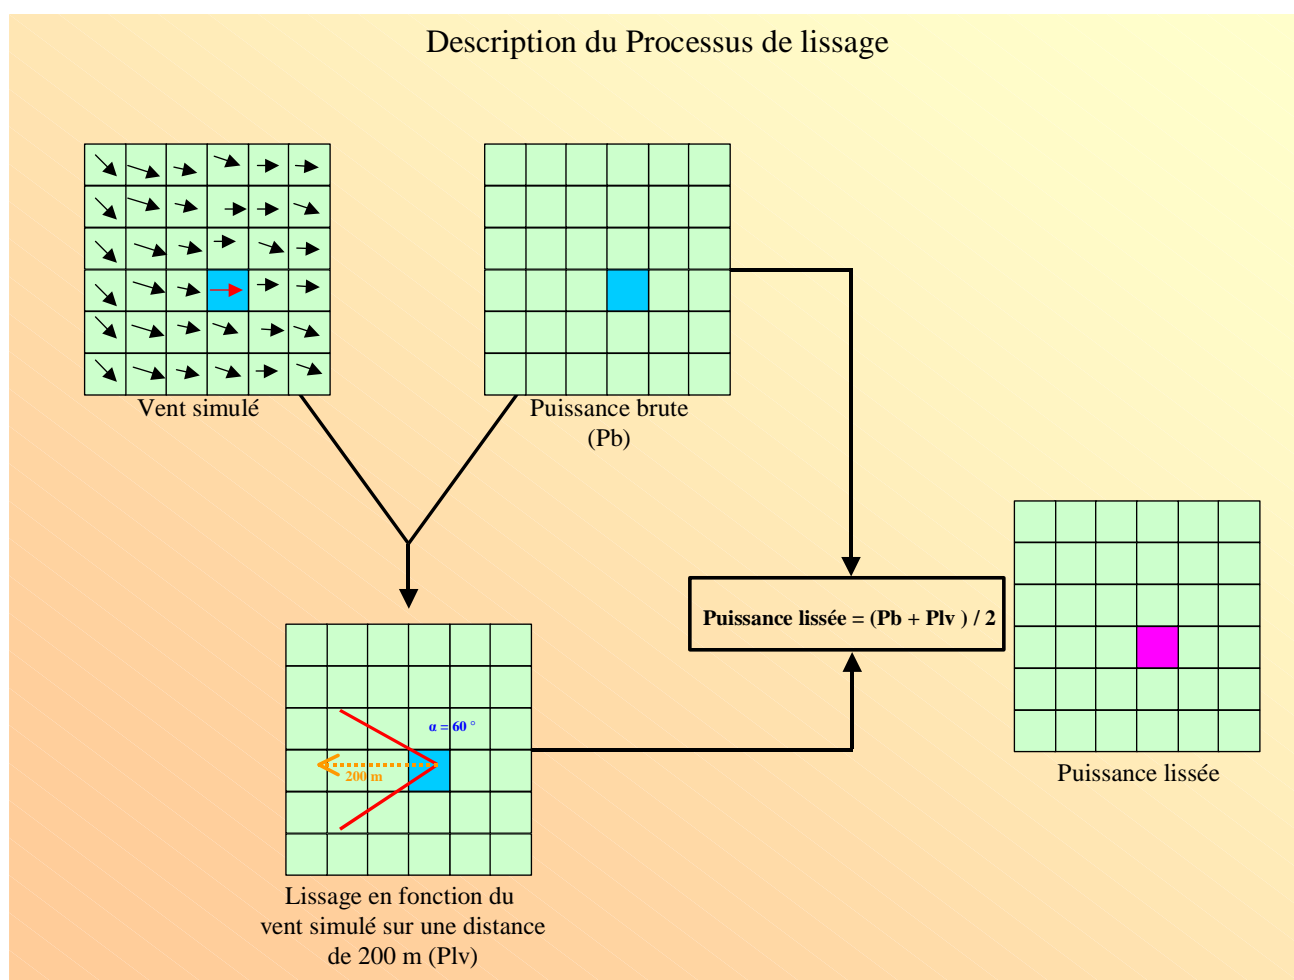 Description du Processus de lissage
Vent simulé
Puissance brute
(Pb)
Puissance lissée = (Pb + Plv ) / 2
α = 60 °
200 m
Puissance lissée
Lissage en fonction du
vent simulé sur une distance
de 200 m (Plv)